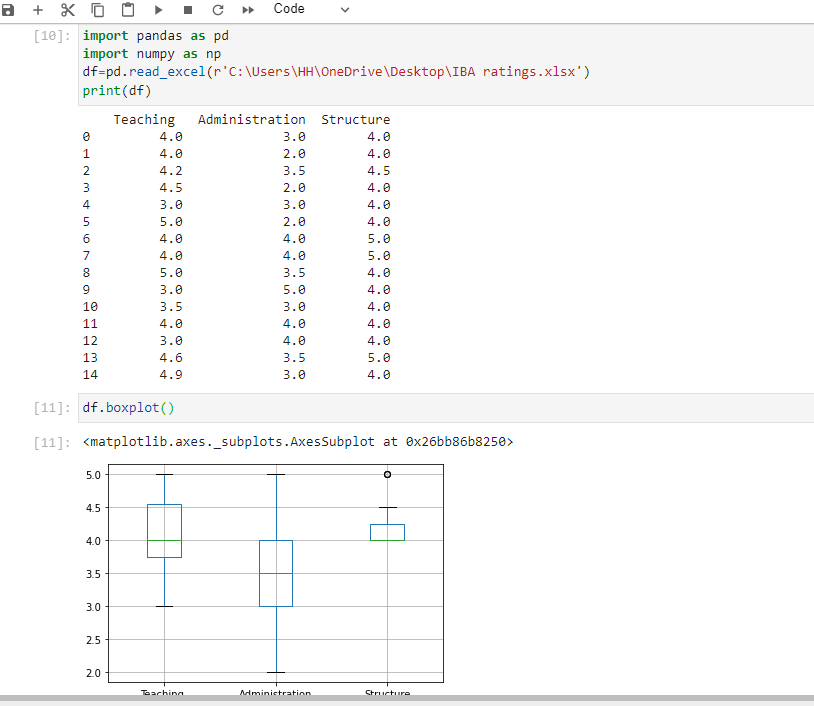 Code
[10]: import pandas as pd
import numpy as np
df=pd.read_excel(r'C:\Users\HH\OneDrive\Desktop\IBA ratings.xlsx')
print(df)
Teaching Administration Structure
0 4.0 3.0 4.0
1 4.0 2.0 4.0
2 4.2 3.5 4.5
3 4.5 2.0 4.0
4 3.0 3.0 4.0
5 5.0 2.0 4.0
6 4.0 4.0 5.0
7 4.0 4.0 5.0
8 5.0 3.5 4.0
9 3.0 5.0 4.0
10 3.5 3.0 4.0
11 4.0 4.0 4.0
12 3.0 4.0 4.0
13 4.6 3.5 5.0
14 4.9 3.0 4.0
[11]: df.boxplot()
[11]: <matplotlib.axes._subplots.AxesSubplot at 0x26bb86b8250>
5.0
4.5
4.0
3.5
3.0
2.5
2.0
Teaching Administration Structure